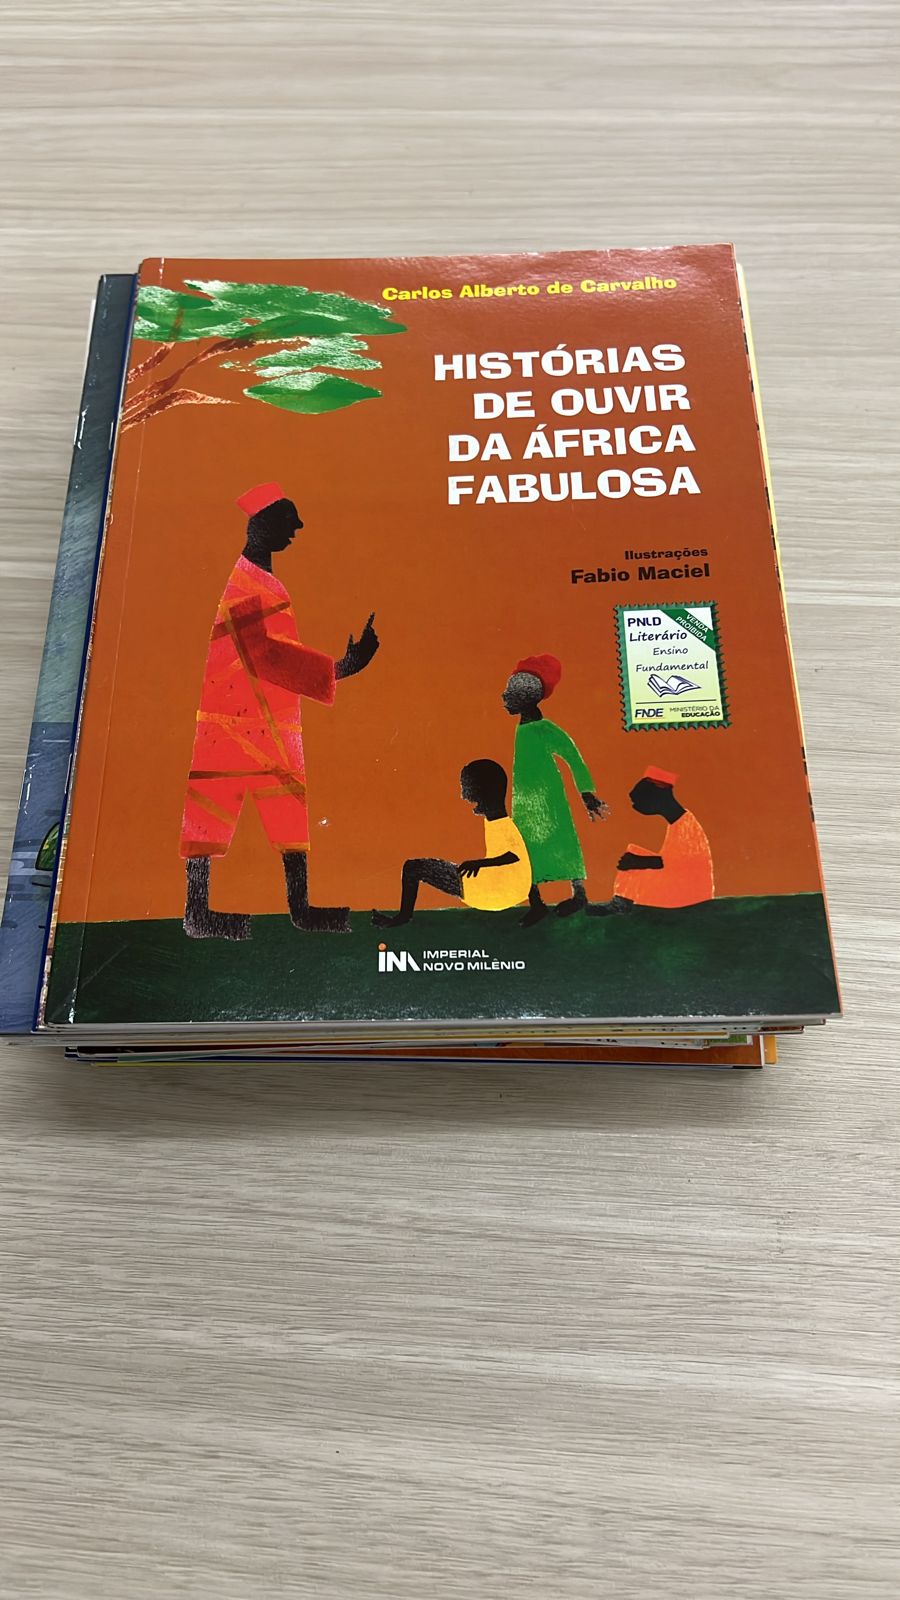 Carlos Alberto de Carvalho
HISTÓRIAS
DE OUVIR
DA ÁFRICA
FABULOSA
Ilustrações
Fabio Maciel
PNLD
VENDA
PROIBIDA
Literário
Ensino
Fundamental
FNDE
MINISTÉRIO DA
EDUCAÇÃO
IMPERIAL
NOVO MILÊNIO